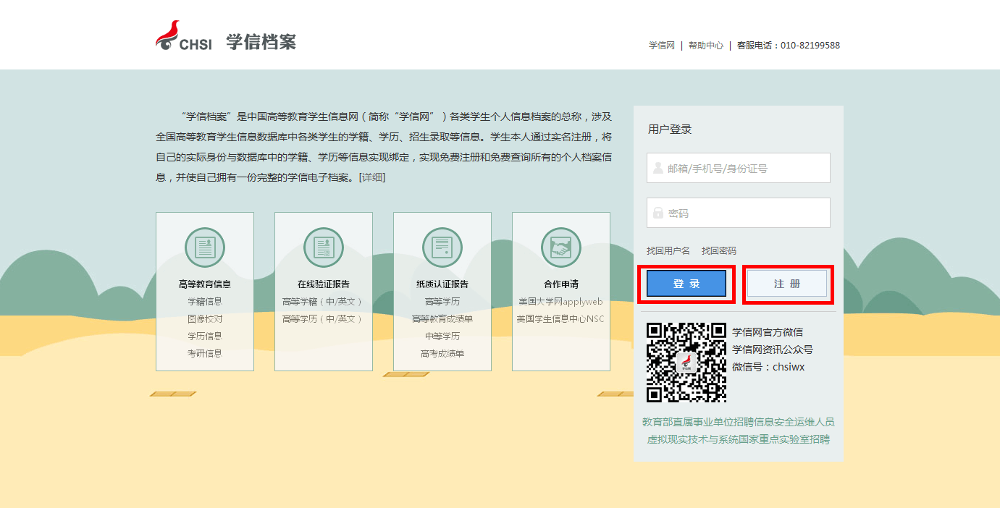 CHSI 学信档案
学信网 | 帮助中心 | 客服电话：010-82199588
“学信档案”是中国高等教育学生信息网（简称“学信网”）各类学生个人信息档案的总称，涉及
全国高等教育学生信息数据库中各类学生的学籍、学历、招生录取等信息。学生本人通过实名注册，将
自己的实际身份与数据库中的学籍、学历等信息实现绑定，实现免费注册和免费查询所有的个人档案信
息，并使自己拥有一份完整的学信电子档案。[详细]
高等教育信息
学籍信息
图像校对
学历信息
考研信息
在线验证报告
高等学籍（中/英文）
高等学历（中/英文）
纸质认证报告
高等学历
高等教育成绩单
中等学历
高考成绩单
合作申请
美国大学网applyweb
美国学生信息中心NSC
用户登录
邮箱/手机号/身份证号
密码
找回用户名 找回密码
登 录 注 册
学信网官方微信
学信网资讯公众号
微信号：chsiwx
学信网
教育部直属事业单位招聘信息安全运维人员
虚拟现实技术与系统国家重点实验室招聘